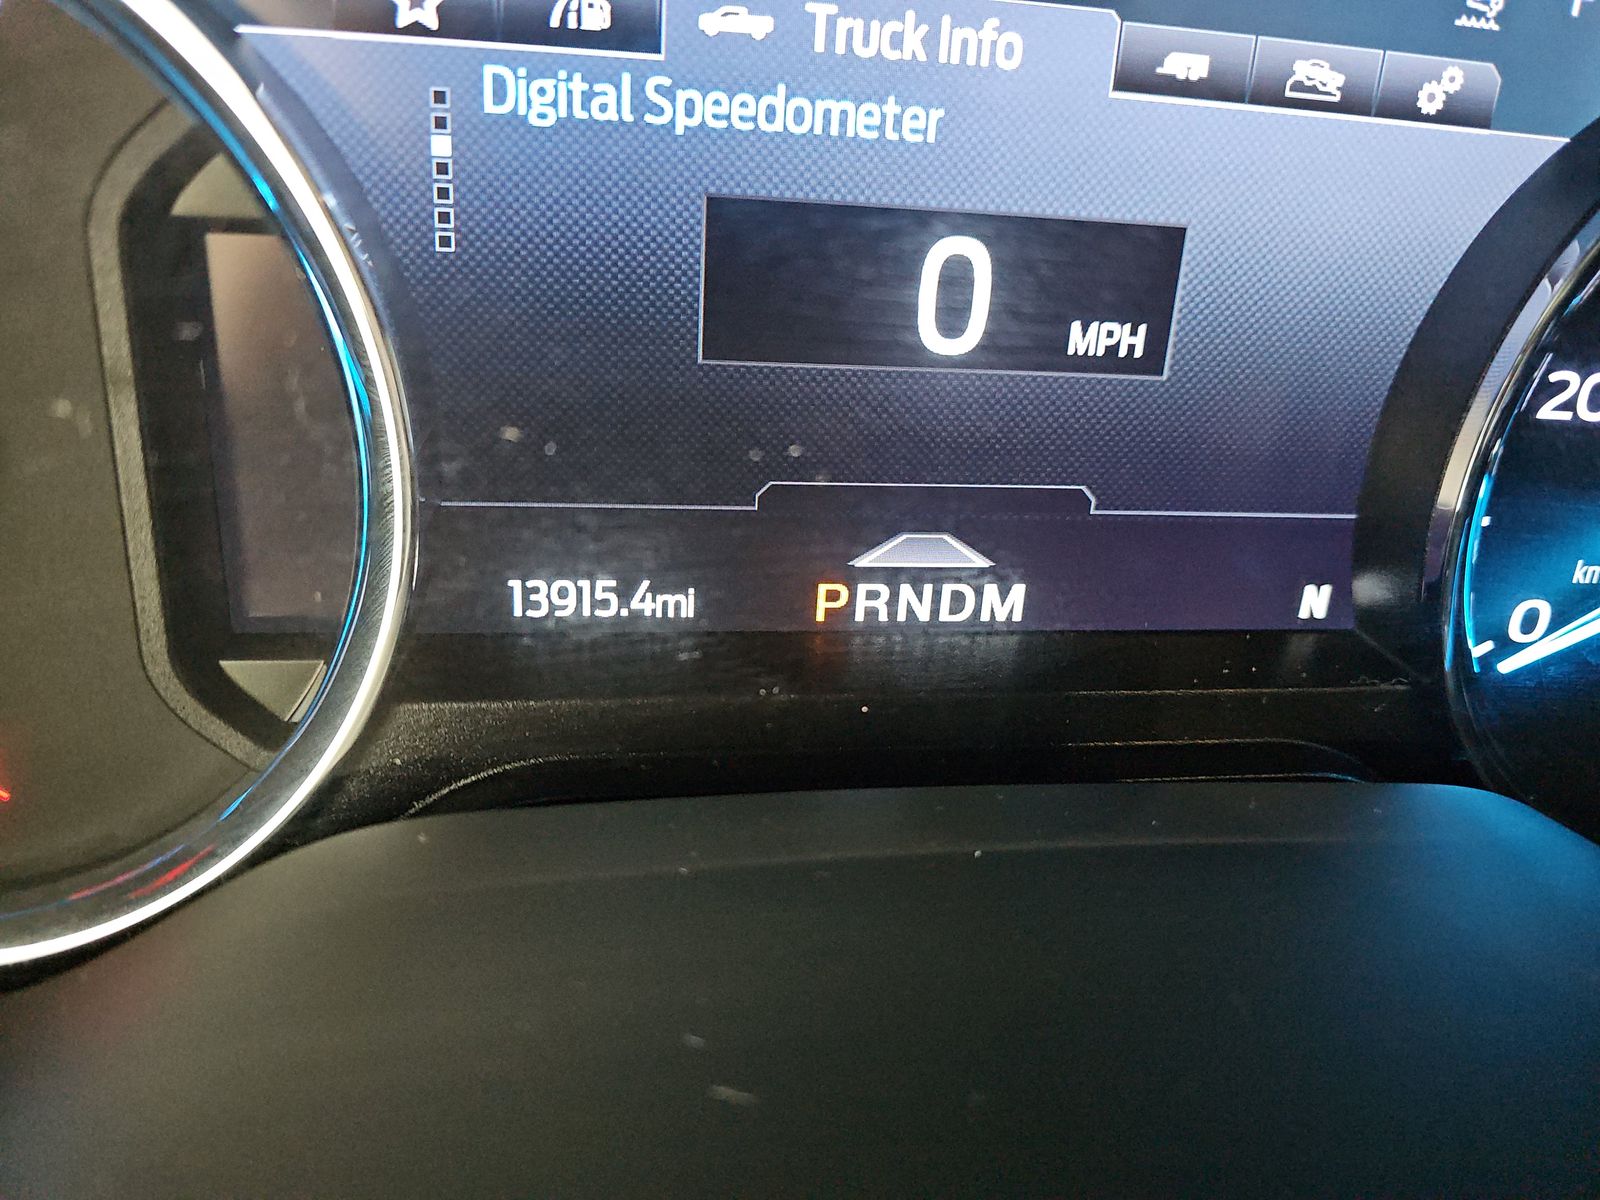 Truck Info
Digital Speedometer
0 MPH
20
13915.4mi
PRNDM
N
0